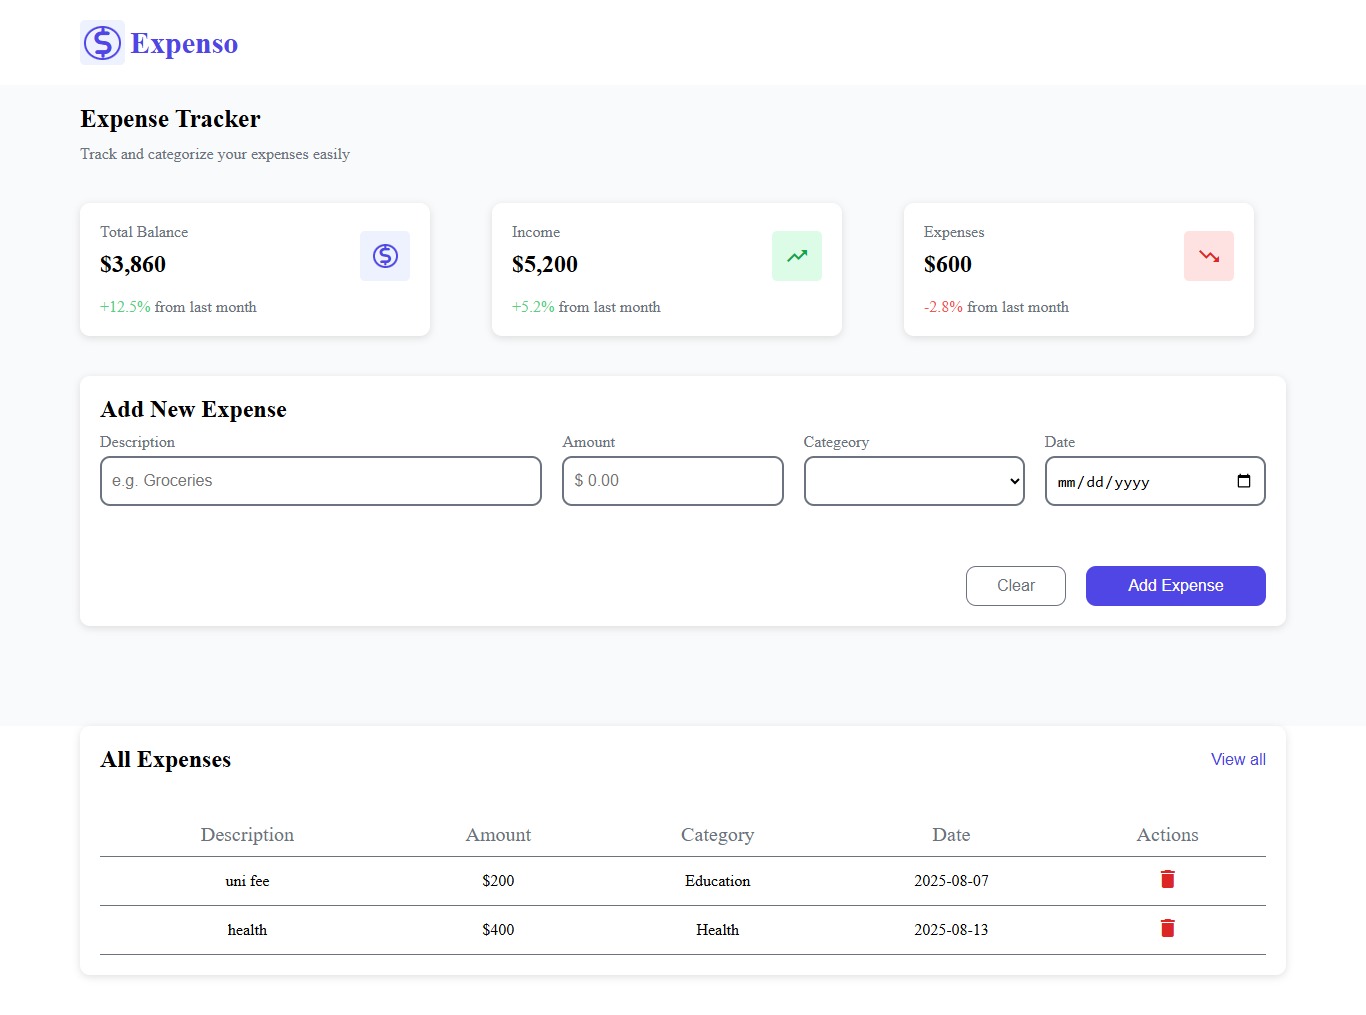 Expenso
Expense Tracker
Track and categorize your expenses easily
Total Balance
$3,860
+12.5% from last month
Income
$5,200
+5.2% from last month
Expenses
$600
-2.8% from last month
Add New Expense
Description Amount Categeory Date
e.g. Groceries $ 0.00 mm/dd/yyyy
Clear Add Expense
All Expenses View all
Description Amount Category Date Actions
uni fee $200 Education 2025-08-07
health $400 Health 2025-08-13